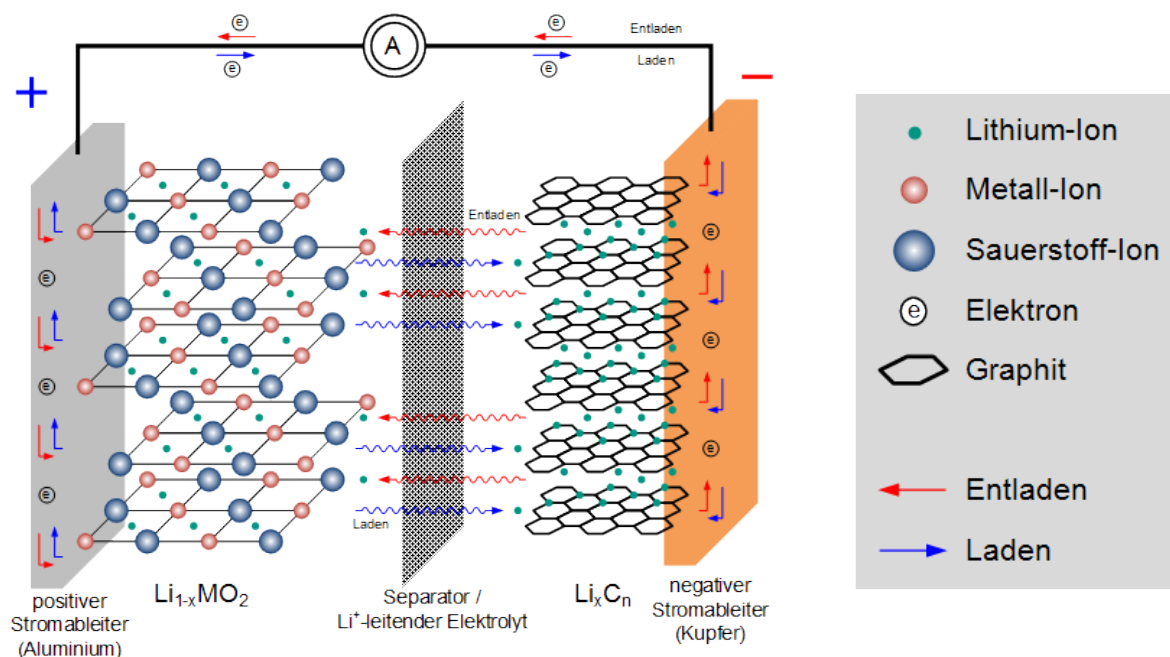 e
e
Entladen
A
Laden
e
e
+
−
Lithium-Ion
Metall-Ion
Sauerstoff-Ion
e
Elektron
Graphit
Entladen
Laden
Entladen
e
e
e
e
e
e
Laden
Li₁₋ₓMO₂
LiₓCₙ
positiver
Stromableiter
(Aluminium)
Separator /
Li⁺-leitender Elektrolyt
negativer
Stromableiter
(Kupfer)